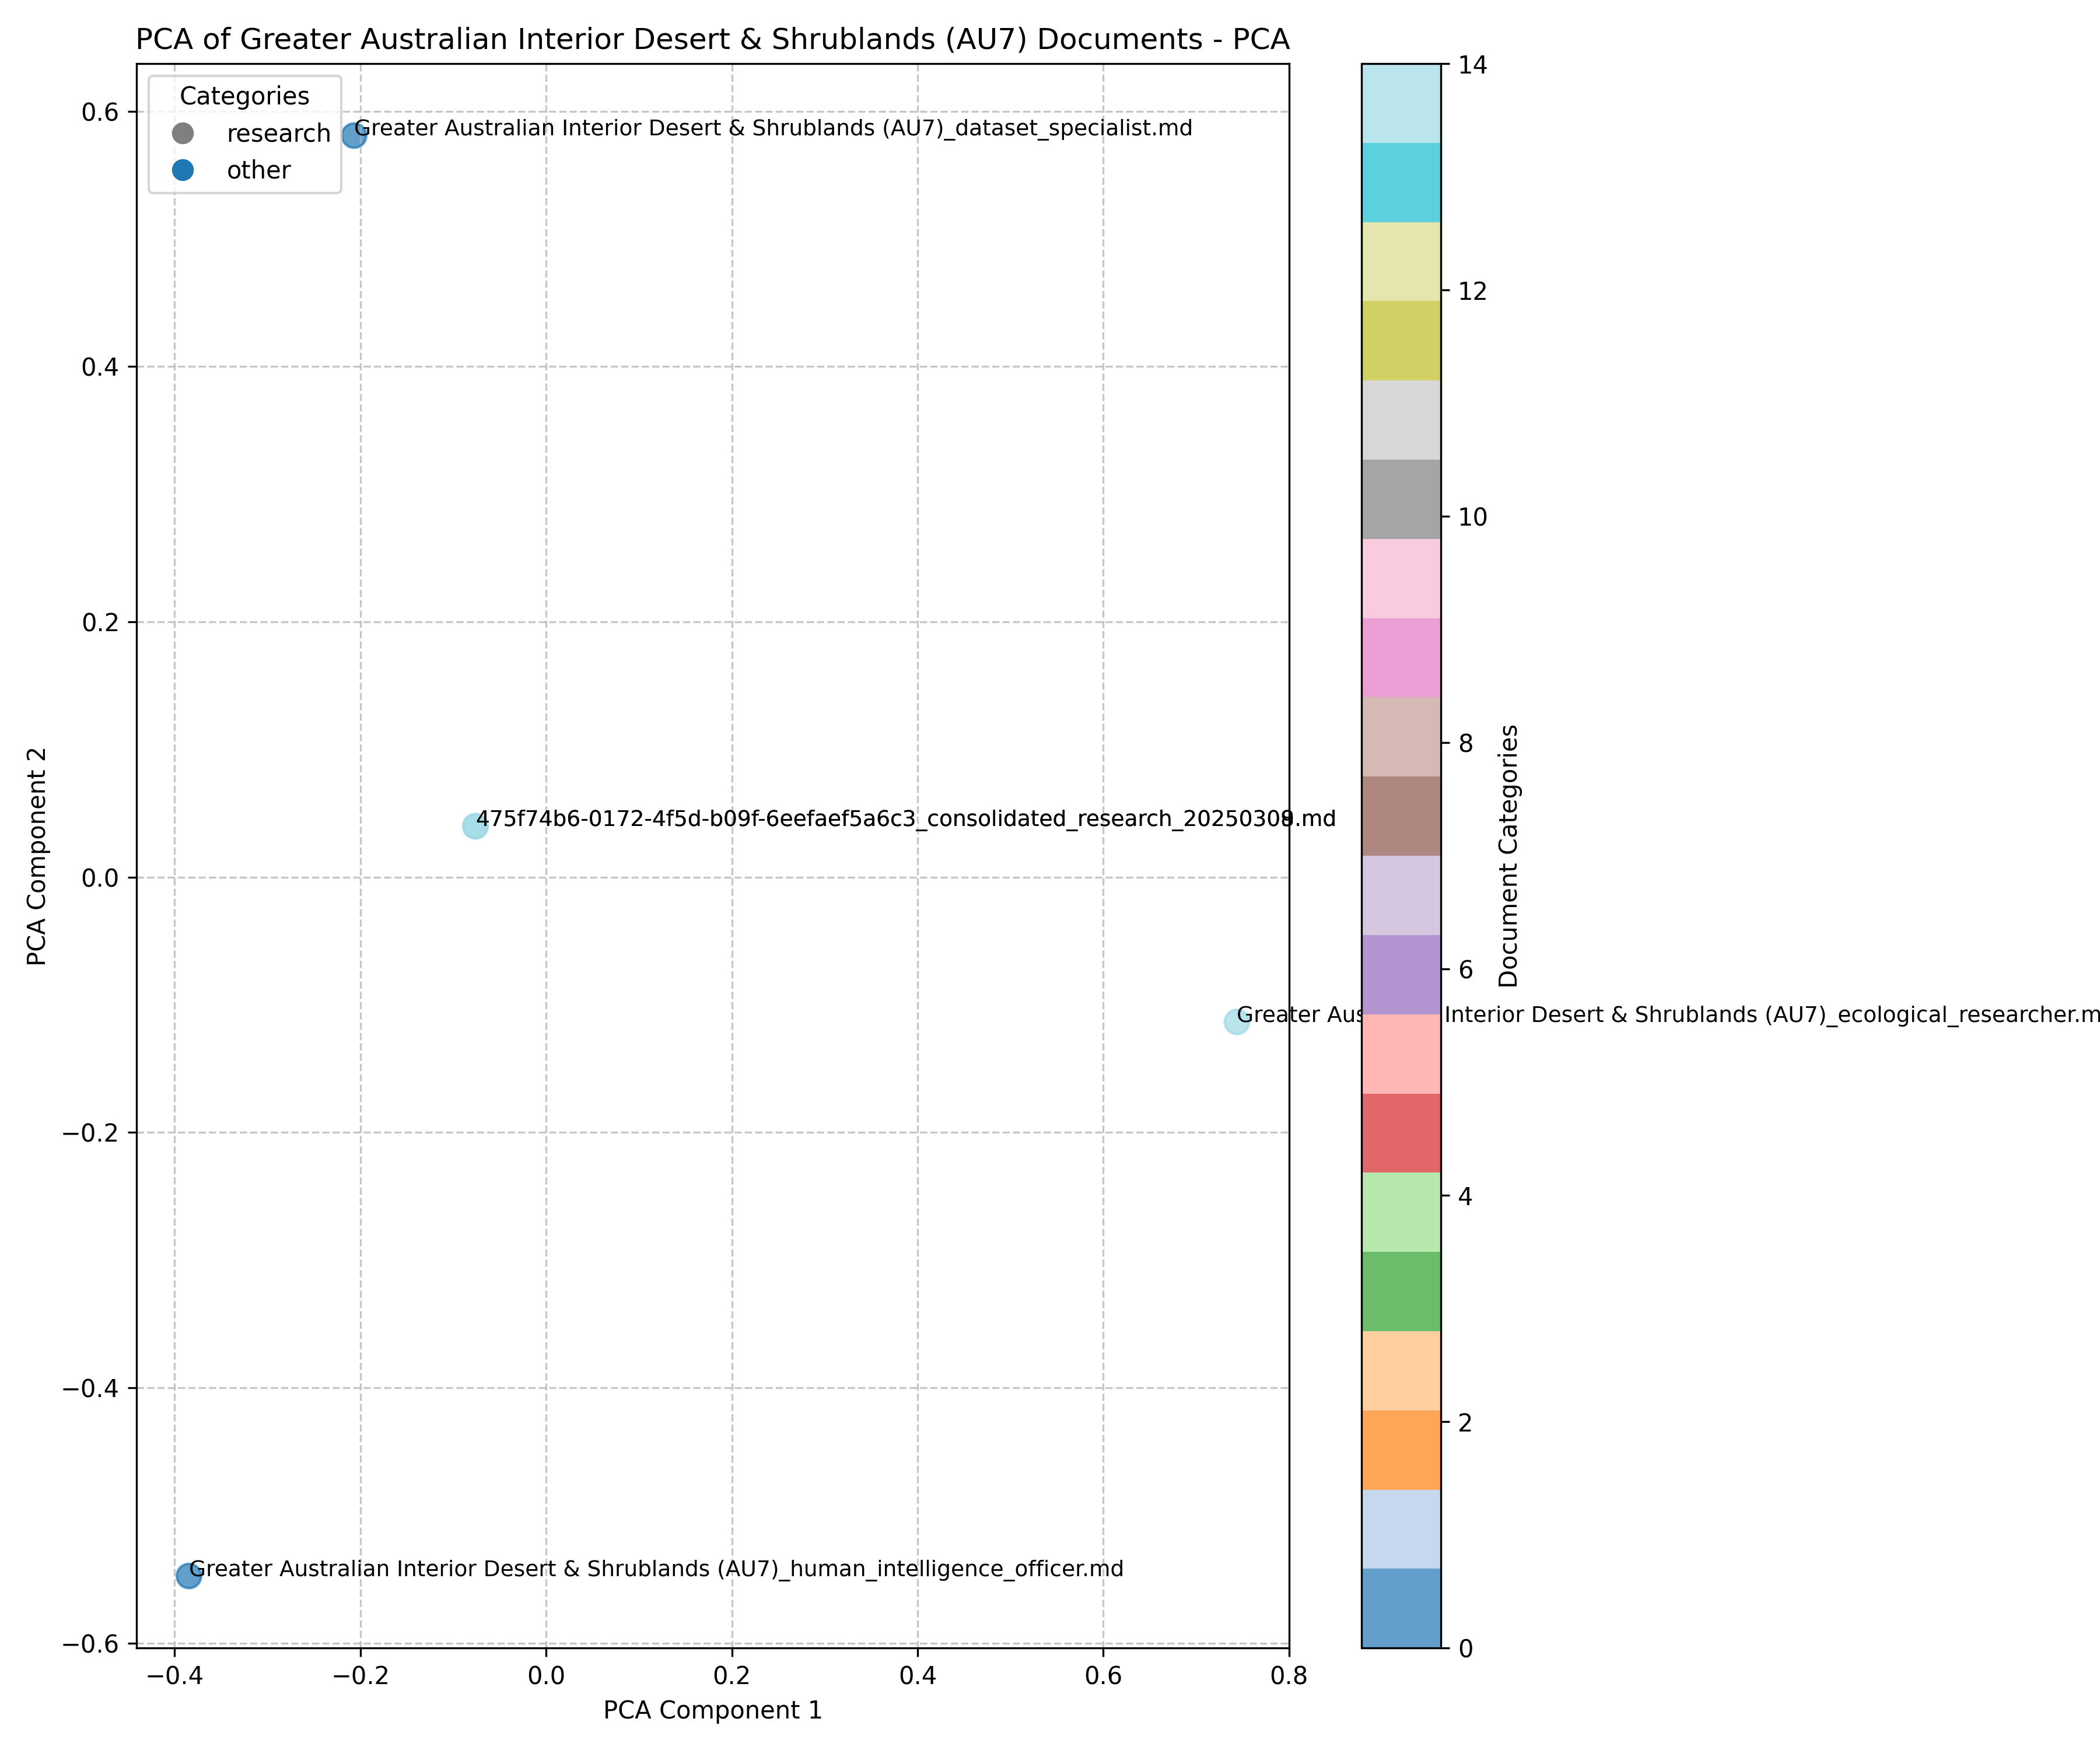 PCA of Greater Australian Interior Desert & Shrublands (AU7) Documents - PCA
Categories
research
other
Greater Australian Interior Desert & Shrublands (AU7)_dataset_specialist.md
475f74b6-0172-4f5d-b09f-6eefaef5a6c3_consolidated_research_2025030 .md
Greater Aus Interior Desert & Shrublands (AU7)_ecological_researcher.m
Greater Australian Interior Desert & Shrublands (AU7)_human_intelligence_officer.md
0.6
0.4
0.2
0.0
−0.2
−0.4
−0.6
PCA Component 2
−0.4
−0.2
0.0
0.2
0.4
0.6
0.8
PCA Component 1
14
12
10
8
6
4
2
0
Document Categories